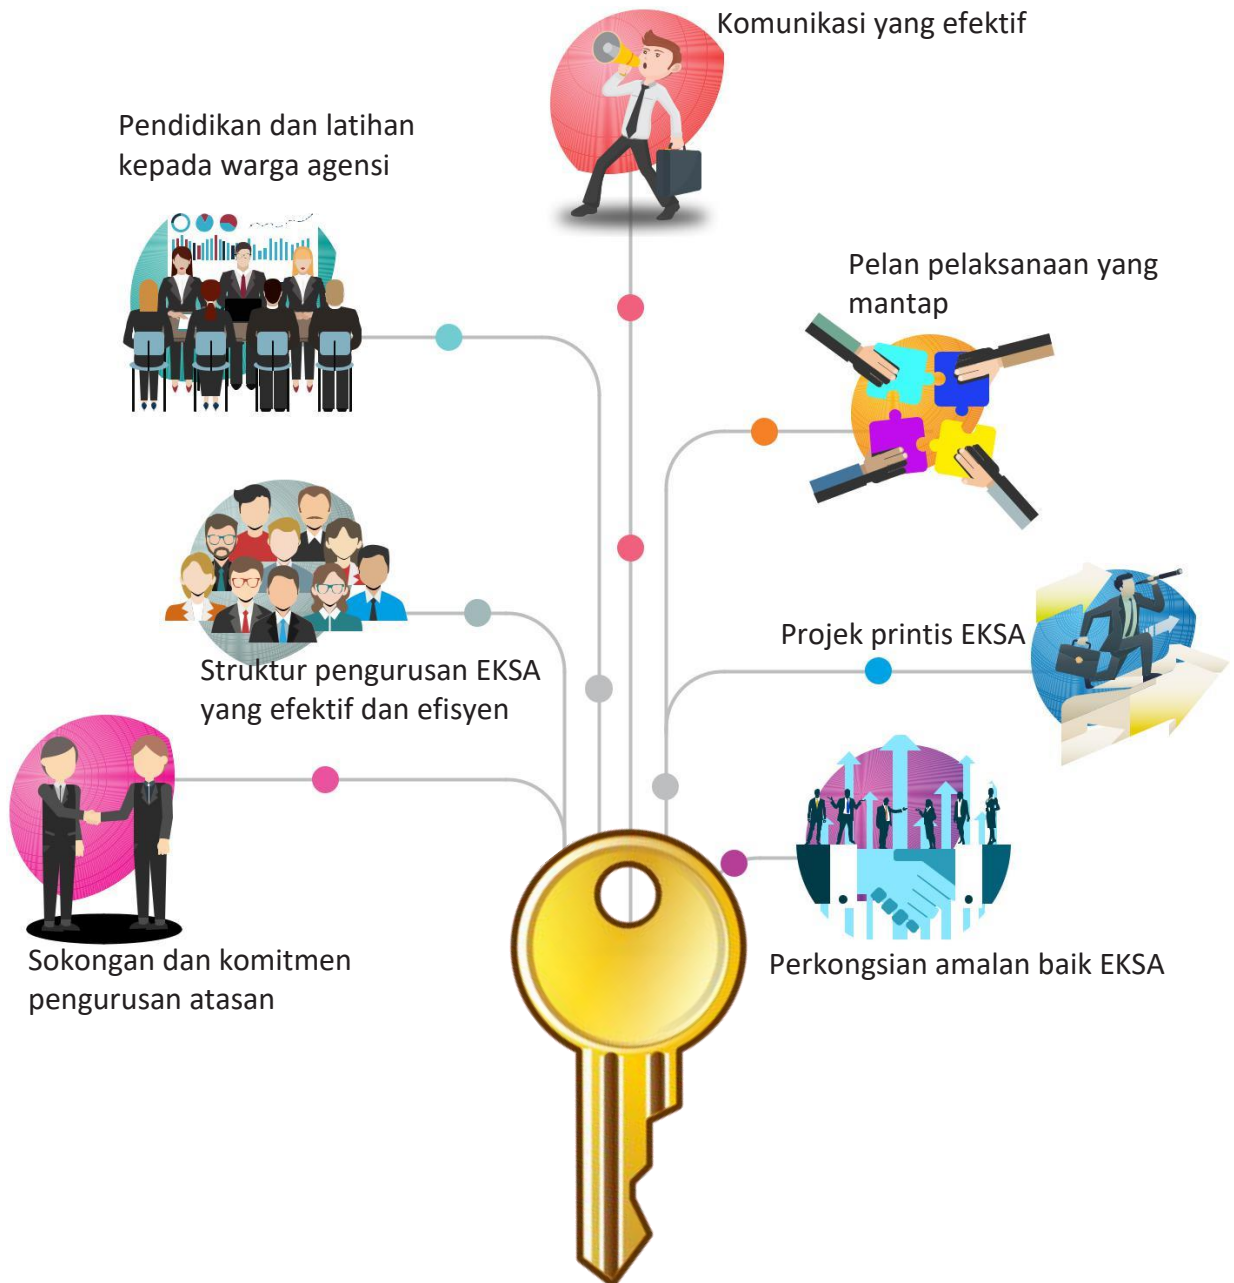 Komunikasi yang efektif
Pendidikan dan latihan
kepada warga agensi
Pelan pelaksanaan yang
mantap
Projek printis EKSA
Struktur pengurusan EKSA
yang efektif dan efisyen
Sokongan dan komitmen
pengurusan atasan
Perkongsian amalan baik EKSA